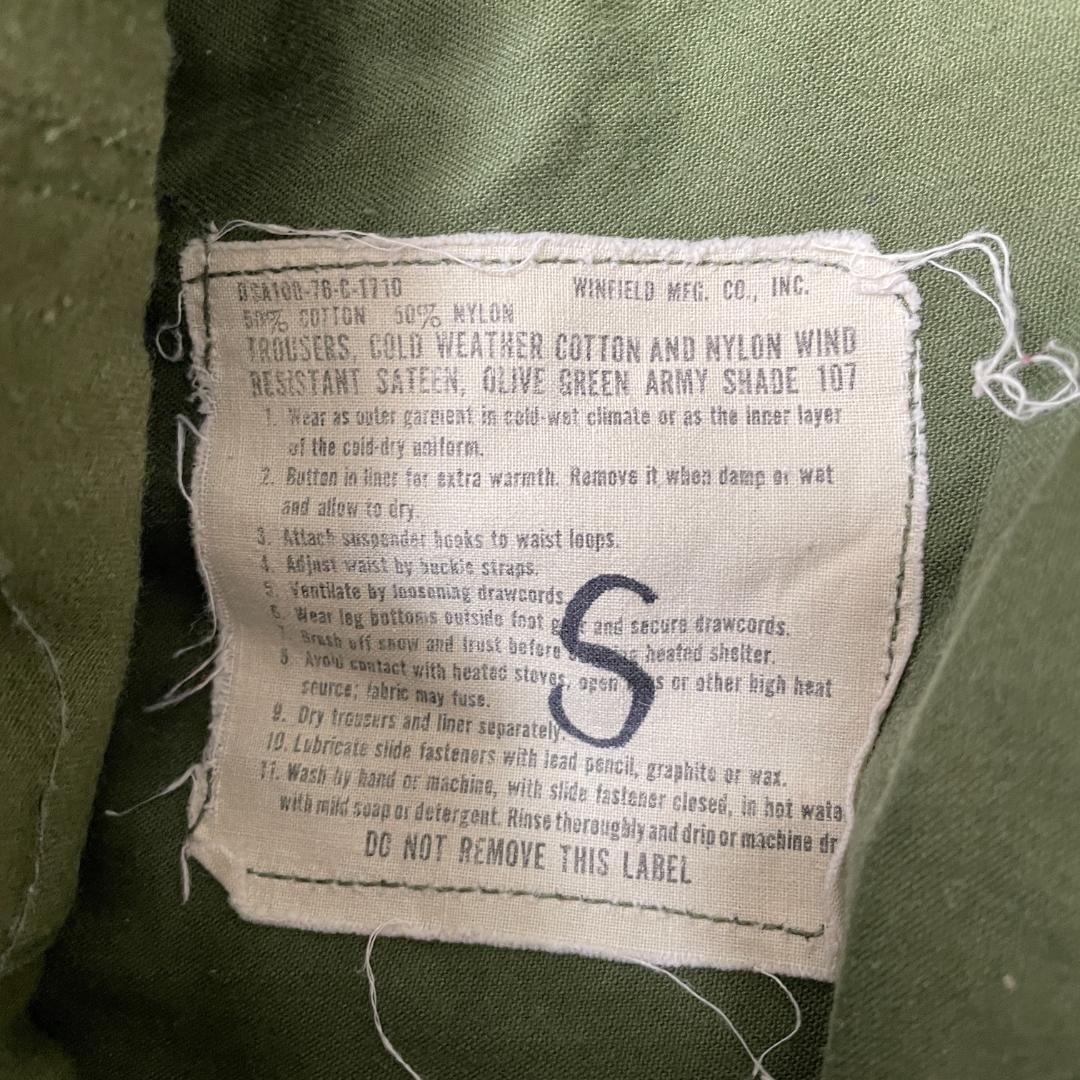 DSA100-76-C-1710 WINFIELD MFG. CO., INC.
50% COTTON 50% NYLON
TROUSERS, COLD WEATHER COTTON AND NYLON WIND
RESISTANT SATEEN, OLIVE GREEN ARMY SHADE 107
1. Wear as outer garment in cold-wet climate or as the inner layer
of the cold-dry uniform.
2. Button in liner for extra warmth. Remove it when damp or wet
and allow to dry.
3. Attach suspender hooks to waist loops.
4. Adjust waist by buckle straps.
5. Ventilate by loosening drawcords.
6. Wear leg bottoms outside foot and secure drawcords.
7. Brush off snow and frost before heated shelter.
8. Avoid contact with heated stoves, open or other high heat
source; fabric may fuse.
9. Dry trousers and liner separately.
10. Lubricate slide fasteners with lead pencil, graphite or wax.
11. Wash by hand or machine, with slide fastener closed, in hot wate
with mild soap or detergent. Rinse thoroughly and drip or machine dr
DO NOT REMOVE THIS LABEL
S